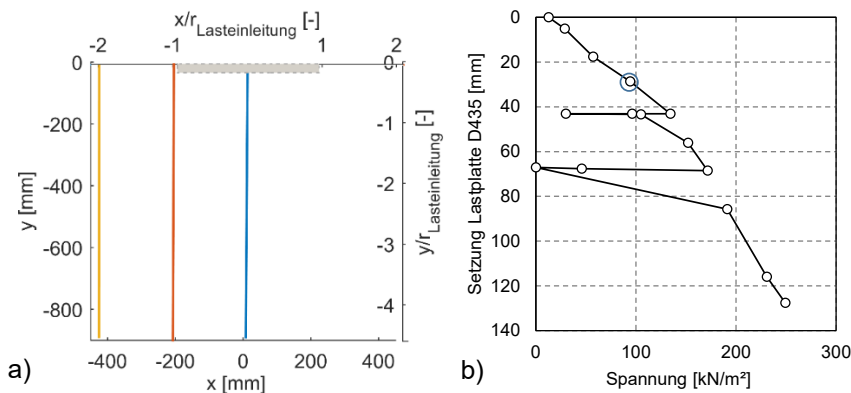 x/r_Lasteinleitung [-]
-2 -1 1 2
0 -200 -400 -600 -800
y [mm]
0 -1 -2 -3 -4
y/r_Lasteinleitung [-]
-400 -200 0 200 400
x [mm]
a)
0 20 40 60 80 100 120 140
Setzung Lastplatte D435 [mm]
0 100 200 300
Spannung [kN/m²]
b)